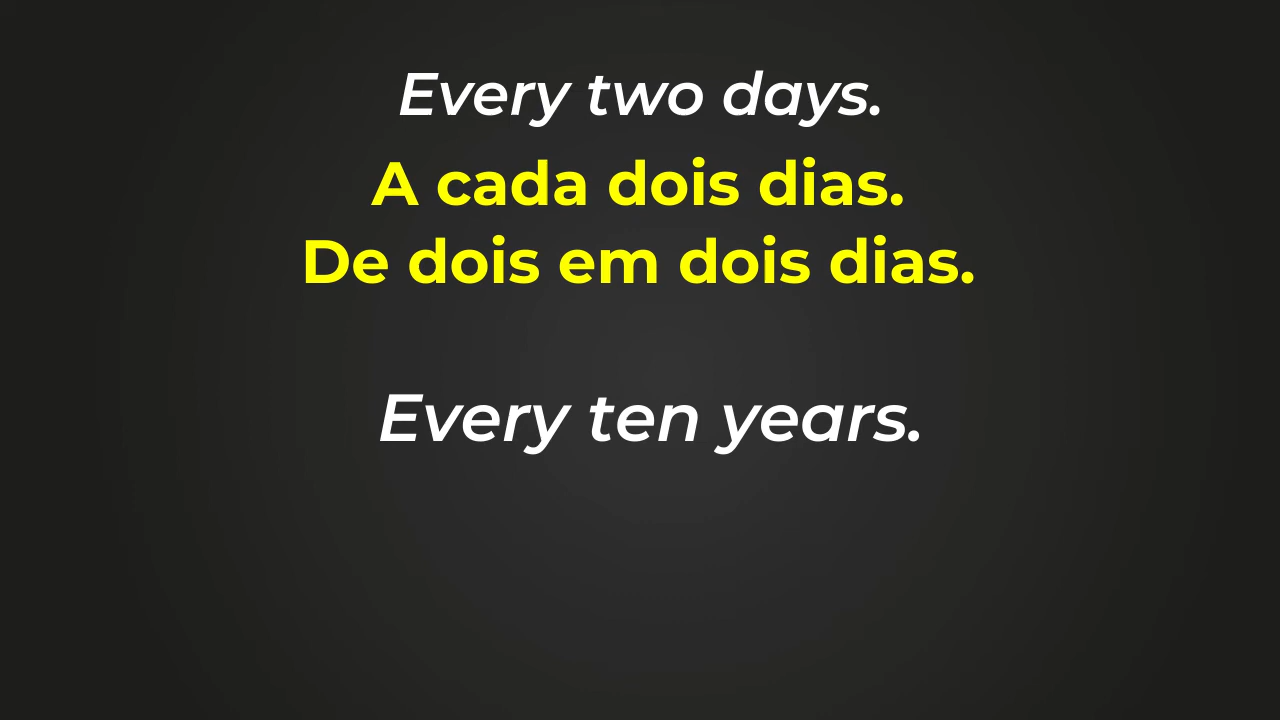 Every two days.
A cada dois dias.
De dois em dois dias.
Every ten years.